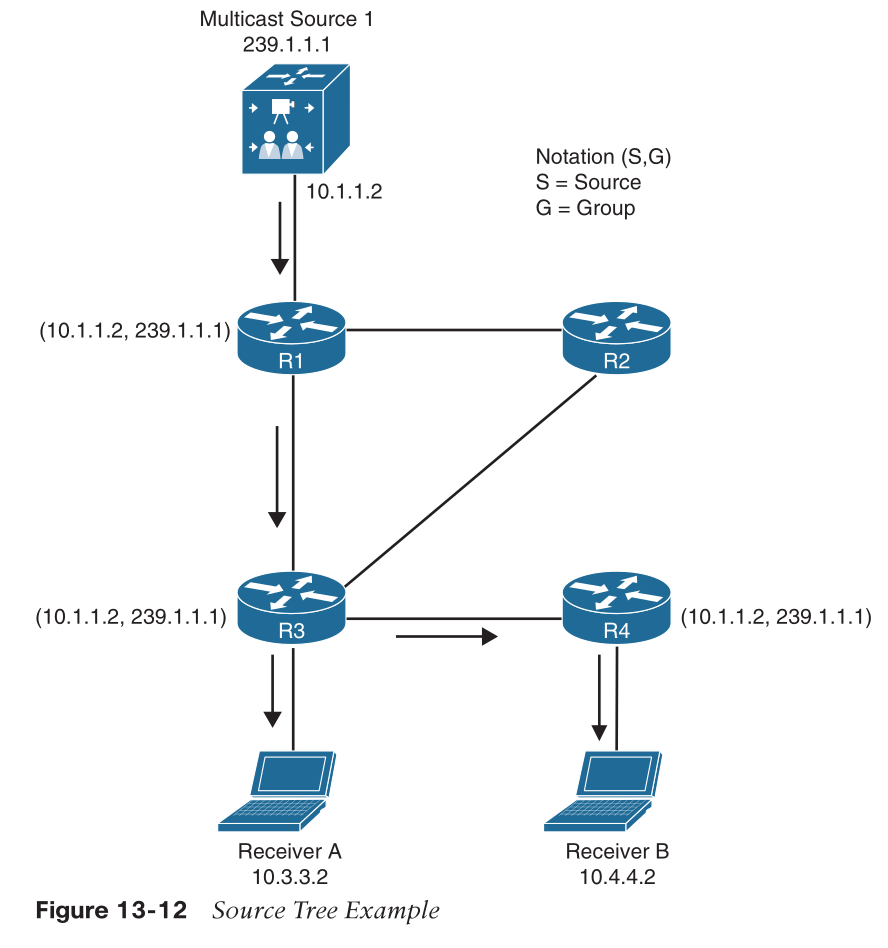 Multicast Source 1
239.1.1.1
10.1.1.2
Notation (S,G)
S = Source
G = Group
(10.1.1.2, 239.1.1.1)
R1
R2
(10.1.1.2, 239.1.1.1)
R3
R4
(10.1.1.2, 239.1.1.1)
Receiver A
10.3.3.2
Receiver B
10.4.4.2
Figure 13-12 Source Tree Example